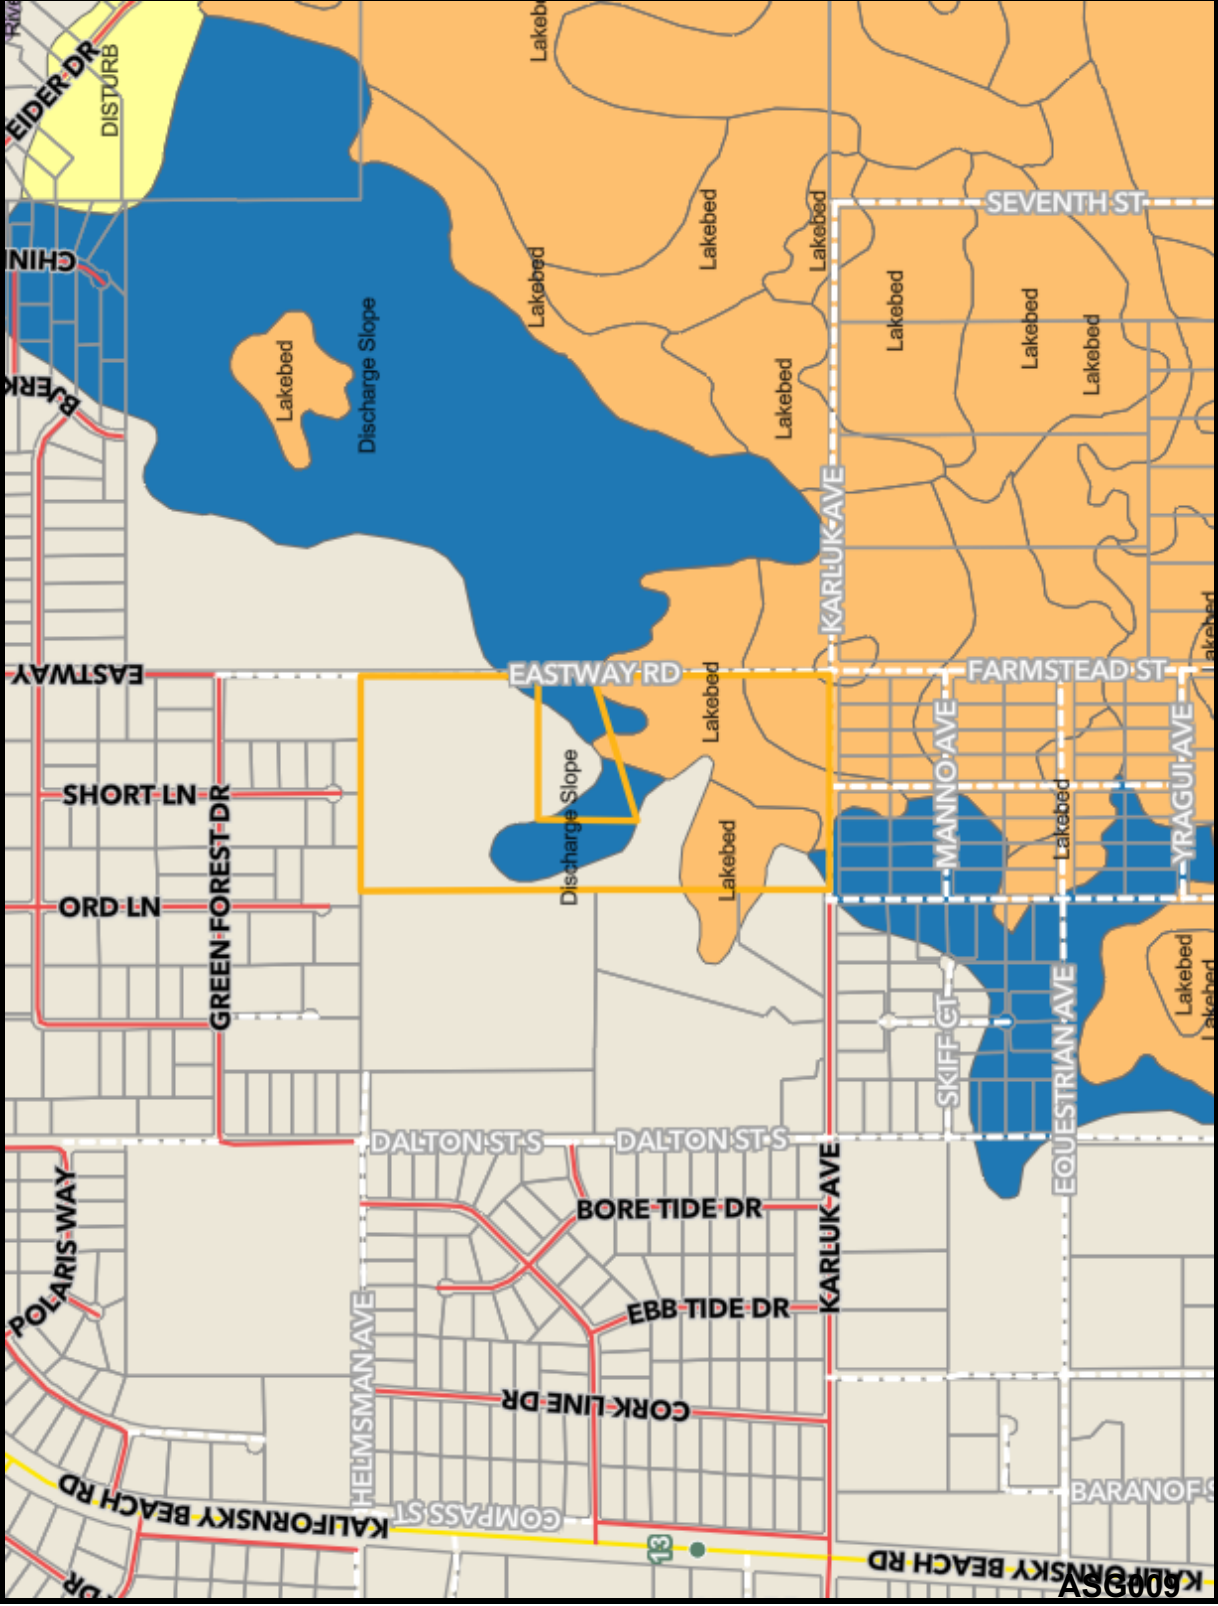 EIDER DR
DISTURB
Lakebed
SEVENTH ST
Lakebed
Lakebed
Lakebed
Lakebed
Lakebed
Lakebed
Lakebed
Lakebed
Discharge Slope
KARLUK AVE
EASTWAY
EASTWAY RD
FARMSTEAD ST
Lakebed
MANNO AVE
YRAGUI AVE
SHORT LN
GREEN FOREST DR
Discharge Slope
Lakebed
Lakebed
ORD LN
SKIFF CT
EQUESTRIAN AVE
Lakebed
DALTON ST S
DALTON ST S
POLARIS WAY
BORE TIDE DR
KARLUK AVE
EBB TIDE DR
HELMSMAN AVE
CORK LINE DR
KALIFORNSKY BEACH RD
COMPASS ST
BARANOF S
13
KALIFORNSKY BEACH RD
ASG009